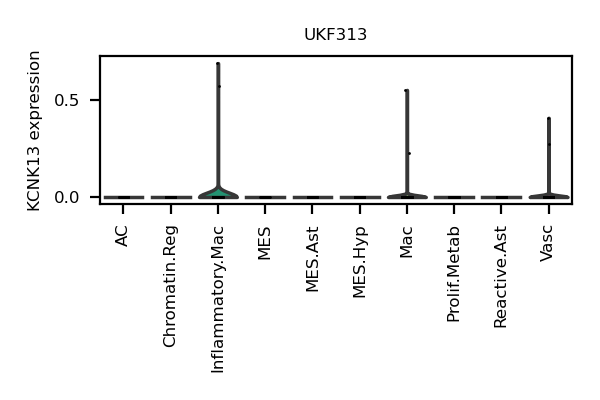 UKF313
KCNK13 expression
0.5
0.0
AC
Chromatin.Reg
Inflammatory.Mac
MES
MES.Ast
MES.Hyp
Mac
Prolif.Metab
Reactive.Ast
Vasc